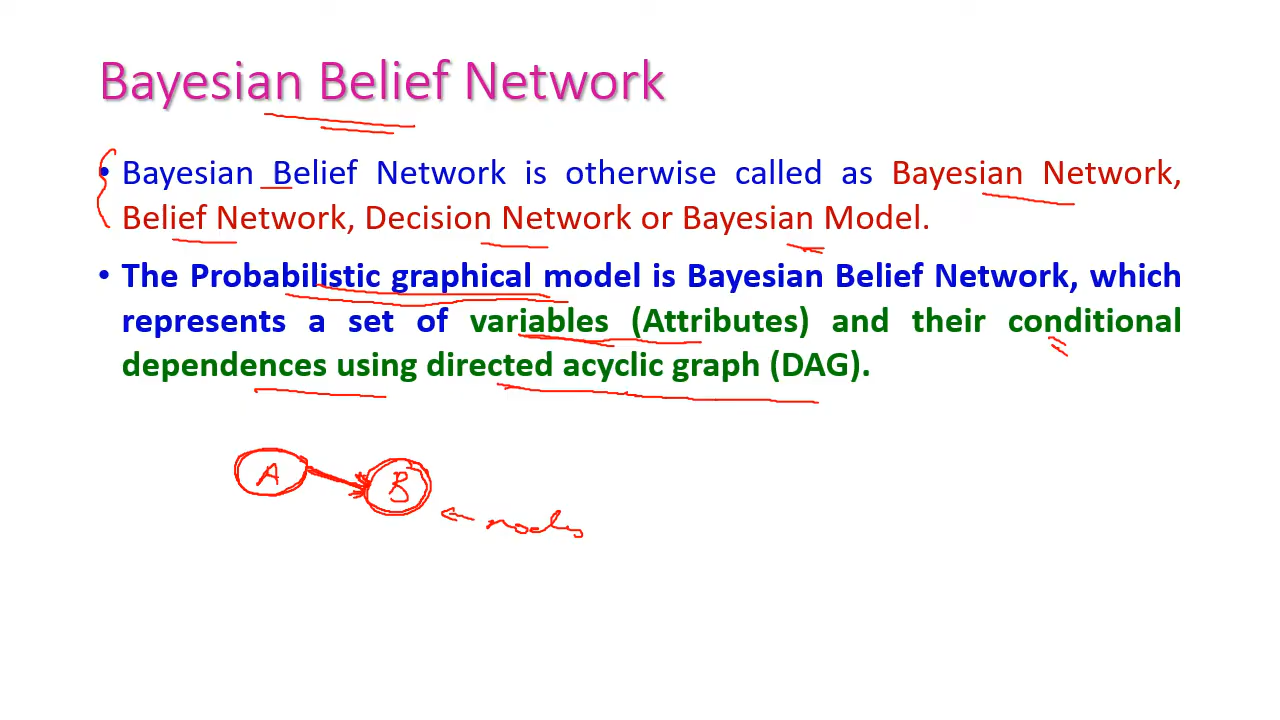 Bayesian Belief Network
• Bayesian Belief Network is otherwise called as Bayesian Network,
Belief Network, Decision Network or Bayesian Model.
• The Probabilistic graphical model is Bayesian Belief Network, which
represents a set of variables (Attributes) and their conditional
dependences using directed acyclic graph (DAG).
A
B
nodes